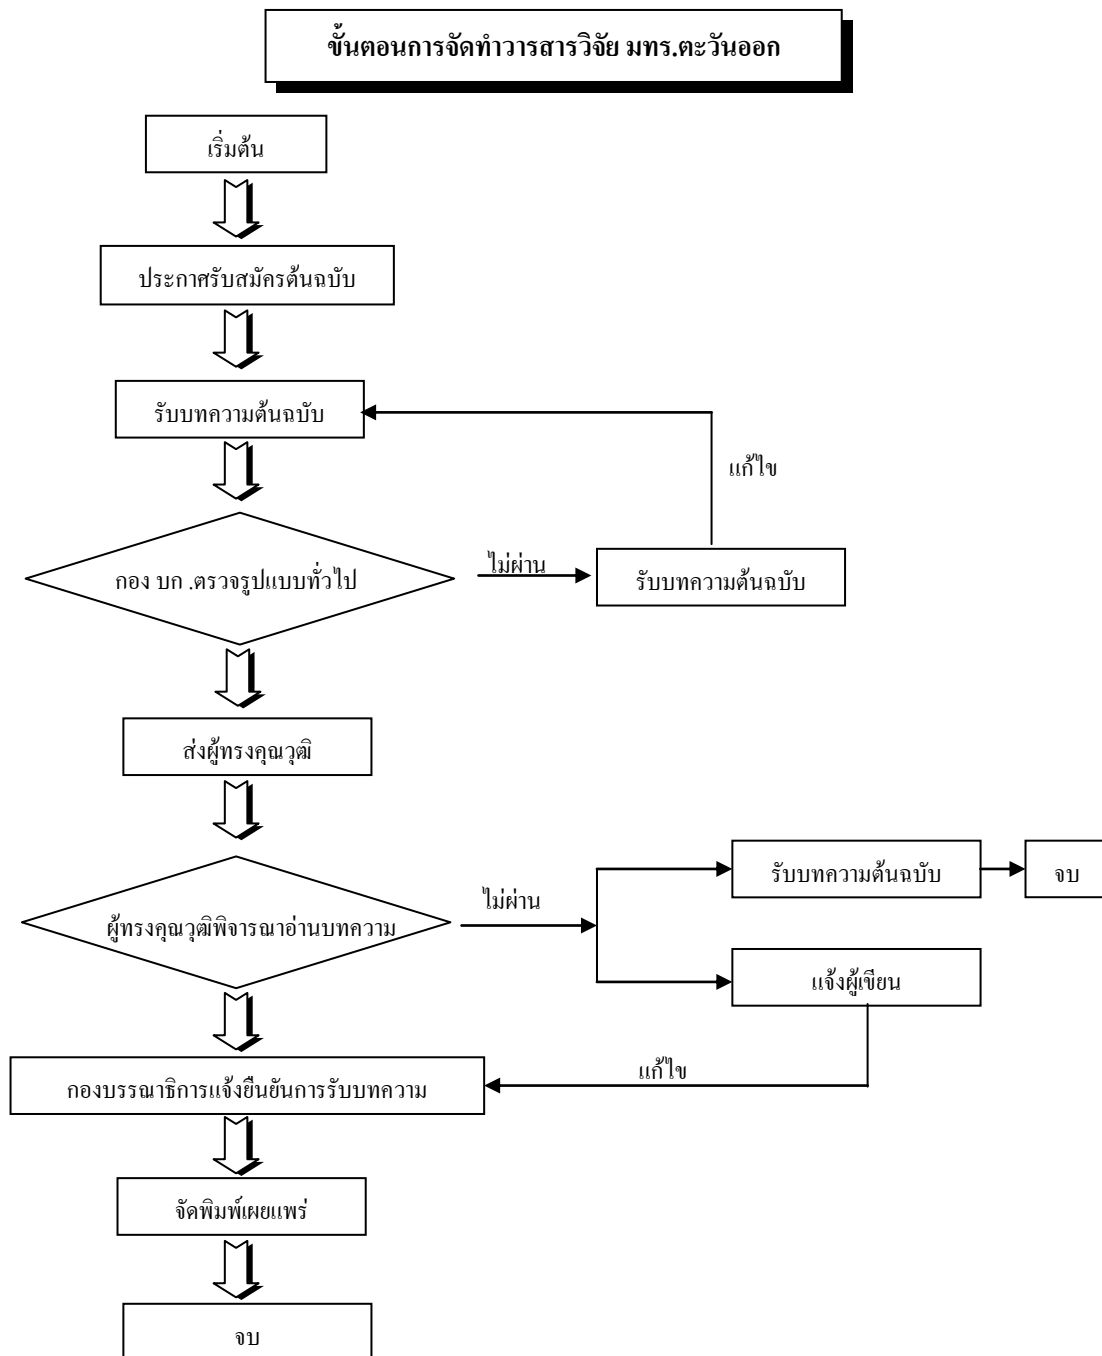 ขั้นตอนการจัดทำวารสารวิจัย มทร.ตะวันออก
เริ่มต้น
ประกาศรับสมัครต้นฉบับ
รับบทความต้นฉบับ
แก้ไข
กอง บก .ตรวจรูปแบบทั่วไป
ไม่ผ่าน
รับบทความต้นฉบับ
ส่งผู้ทรงคุณวุฒิ
ผู้ทรงคุณวุฒิพิจารณาอ่านบทความ
ไม่ผ่าน
รับบทความต้นฉบับ
จบ
แจ้งผู้เขียน
แก้ไข
กองบรรณาธิการแจ้งยืนยันการรับบทความ
จัดพิมพ์เผยแพร่
จบ